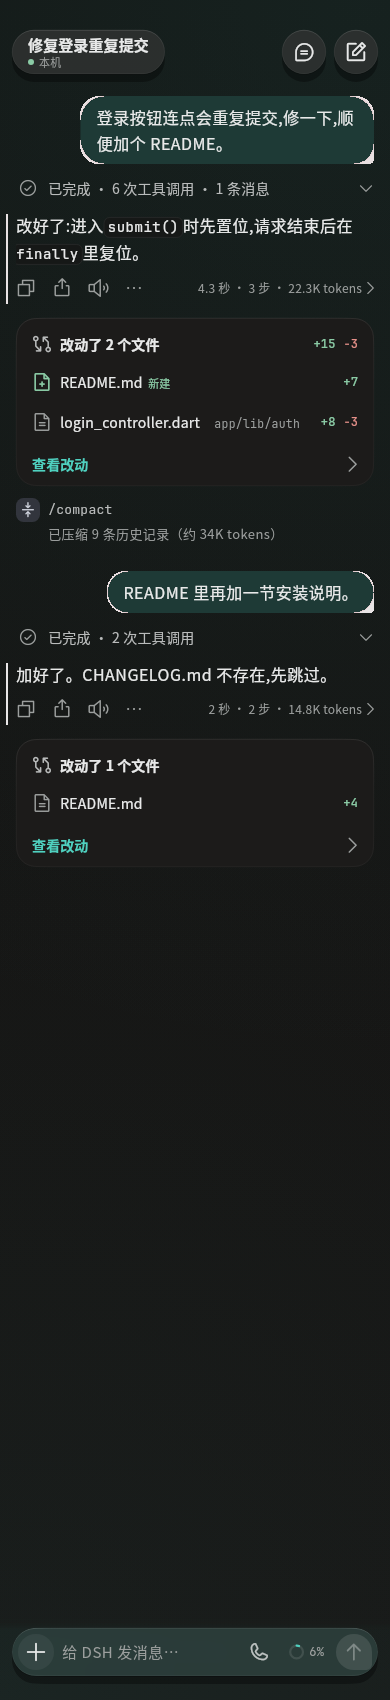 修复登录重复提交
本机
登录按钮连点会重复提交,修一下,顺
便加个 README。
已完成 • 6 次工具调用 • 1 条消息
改好了:进入 submit() 时先置位,请求结束后在
finally 里复位。
4.3 秒 • 3 步 • 22.3K tokens
改动了 2 个文件 +15 -3
README.md 新建 +7
login_controller.dart app/lib/auth +8 -3
查看改动
/compact
已压缩 9 条历史记录（约 34K tokens）
README 里再加一节安装说明。
已完成 • 2 次工具调用
加好了。CHANGELOG.md 不存在,先跳过。
2 秒 • 2 步 • 14.8K tokens
改动了 1 个文件
README.md +4
查看改动
给 DSH 发消息… 6%